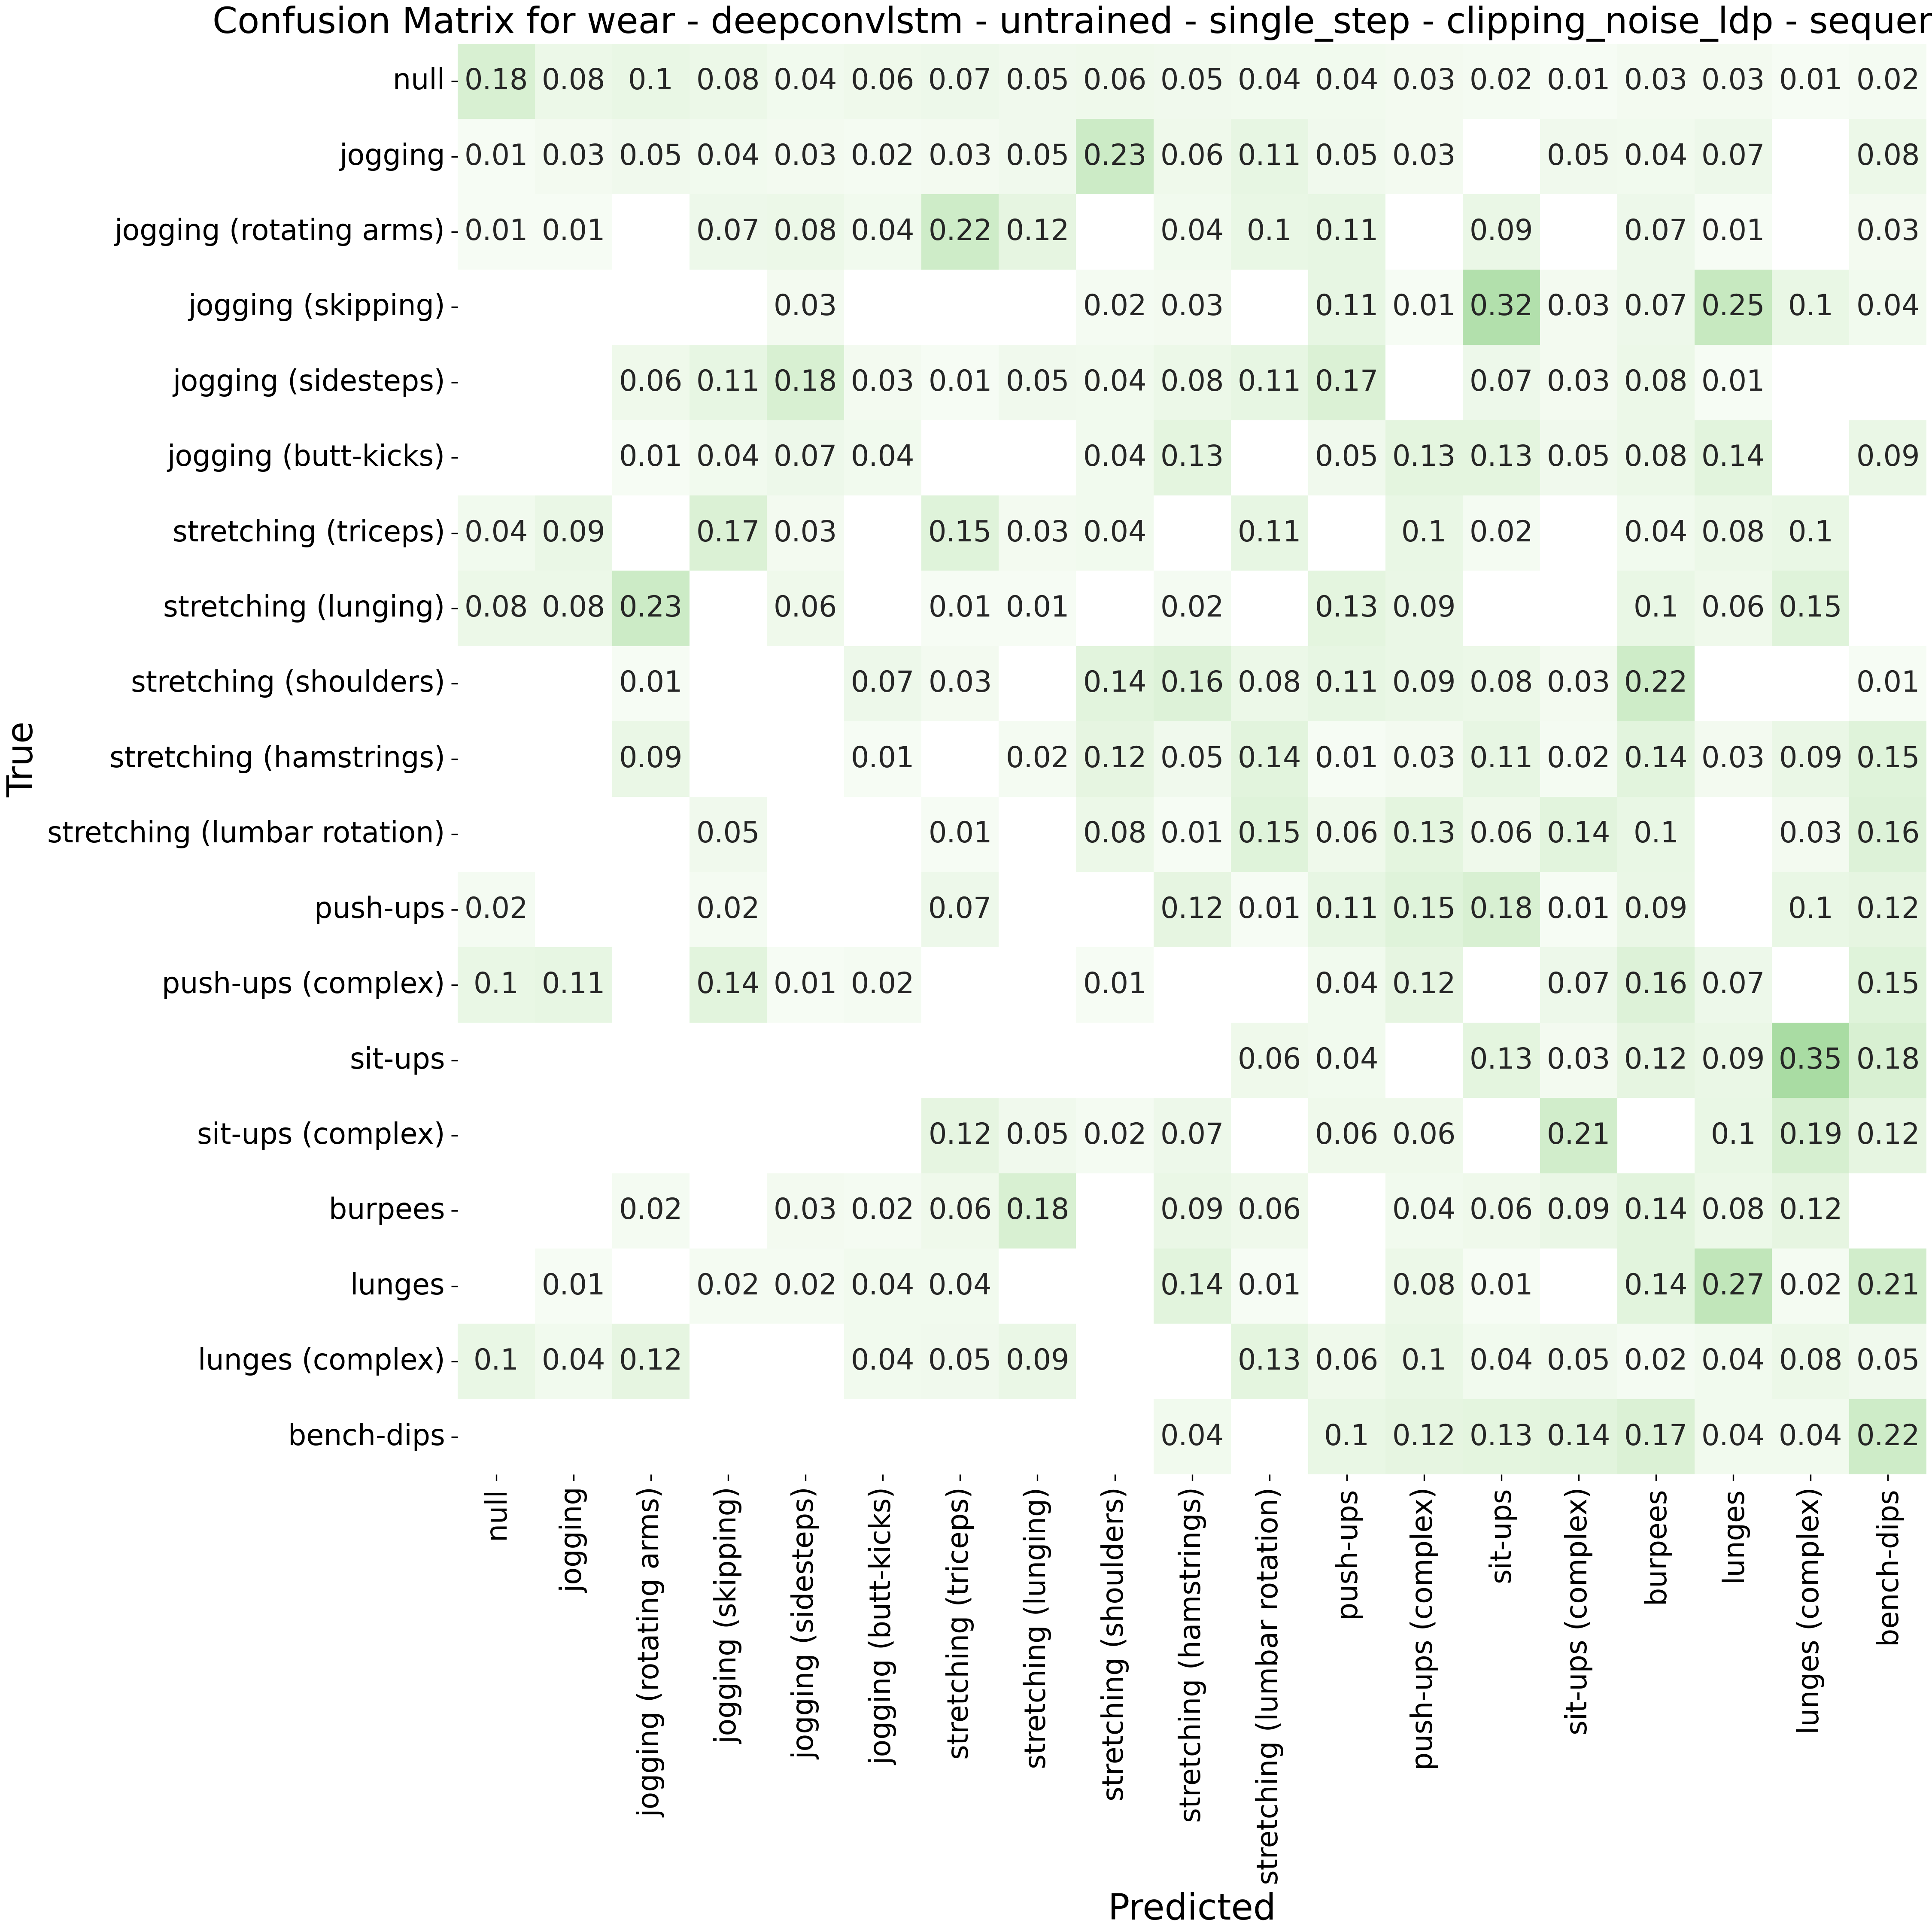 Confusion Matrix for wear - deepconvlstm - untrained - single_step - clipping_noise_ldp - sequen
null 0.18 0.08 0.1 0.08 0.04 0.06 0.07 0.05 0.06 0.05 0.04 0.04 0.03 0.02 0.01 0.03 0.03 0.01 0.02
jogging 0.01 0.03 0.05 0.04 0.03 0.02 0.03 0.05 0.23 0.06 0.11 0.05 0.03 0.05 0.04 0.07 0.08
jogging (rotating arms) 0.01 0.01 0.07 0.08 0.04 0.22 0.12 0.04 0.1 0.11 0.09 0.07 0.01 0.03
jogging (skipping) 0.03 0.02 0.03 0.11 0.01 0.32 0.03 0.07 0.25 0.1 0.04
jogging (sidesteps) 0.06 0.11 0.18 0.03 0.01 0.05 0.04 0.08 0.11 0.17 0.07 0.03 0.08 0.01
jogging (butt-kicks) 0.01 0.04 0.07 0.04 0.04 0.13 0.05 0.13 0.13 0.05 0.08 0.14 0.09
stretching (triceps) 0.04 0.09 0.17 0.03 0.15 0.03 0.04 0.11 0.1 0.02 0.04 0.08 0.1
stretching (lunging) 0.08 0.08 0.23 0.06 0.01 0.01 0.02 0.13 0.09 0.1 0.06 0.15
stretching (shoulders) 0.01 0.07 0.03 0.14 0.16 0.08 0.11 0.09 0.08 0.03 0.22 0.01
stretching (hamstrings) 0.09 0.01 0.02 0.12 0.05 0.14 0.01 0.03 0.11 0.02 0.14 0.03 0.09 0.15
stretching (lumbar rotation) 0.05 0.01 0.08 0.01 0.15 0.06 0.13 0.06 0.14 0.1 0.03 0.16
push-ups 0.02 0.02 0.07 0.12 0.01 0.11 0.15 0.18 0.01 0.09 0.1 0.12
push-ups (complex) 0.1 0.11 0.14 0.01 0.02 0.01 0.04 0.12 0.07 0.16 0.07 0.15
sit-ups 0.06 0.04 0.13 0.03 0.12 0.09 0.35 0.18
sit-ups (complex) 0.12 0.05 0.02 0.07 0.06 0.06 0.21 0.1 0.19 0.12
burpees 0.02 0.03 0.02 0.06 0.18 0.09 0.06 0.04 0.06 0.09 0.14 0.08 0.12
lunges 0.01 0.02 0.02 0.04 0.04 0.14 0.01 0.08 0.01 0.14 0.27 0.02 0.21
lunges (complex) 0.1 0.04 0.12 0.04 0.05 0.09 0.13 0.06 0.1 0.04 0.05 0.02 0.04 0.08 0.05
bench-dips 0.04 0.1 0.12 0.13 0.14 0.17 0.04 0.04 0.22
True
null
jogging
jogging (rotating arms)
jogging (skipping)
jogging (sidesteps)
jogging (butt-kicks)
stretching (triceps)
stretching (lunging)
stretching (shoulders)
stretching (hamstrings)
stretching (lumbar rotation)
push-ups
push-ups (complex)
sit-ups
sit-ups (complex)
burpees
lunges
lunges (complex)
bench-dips
Predicted